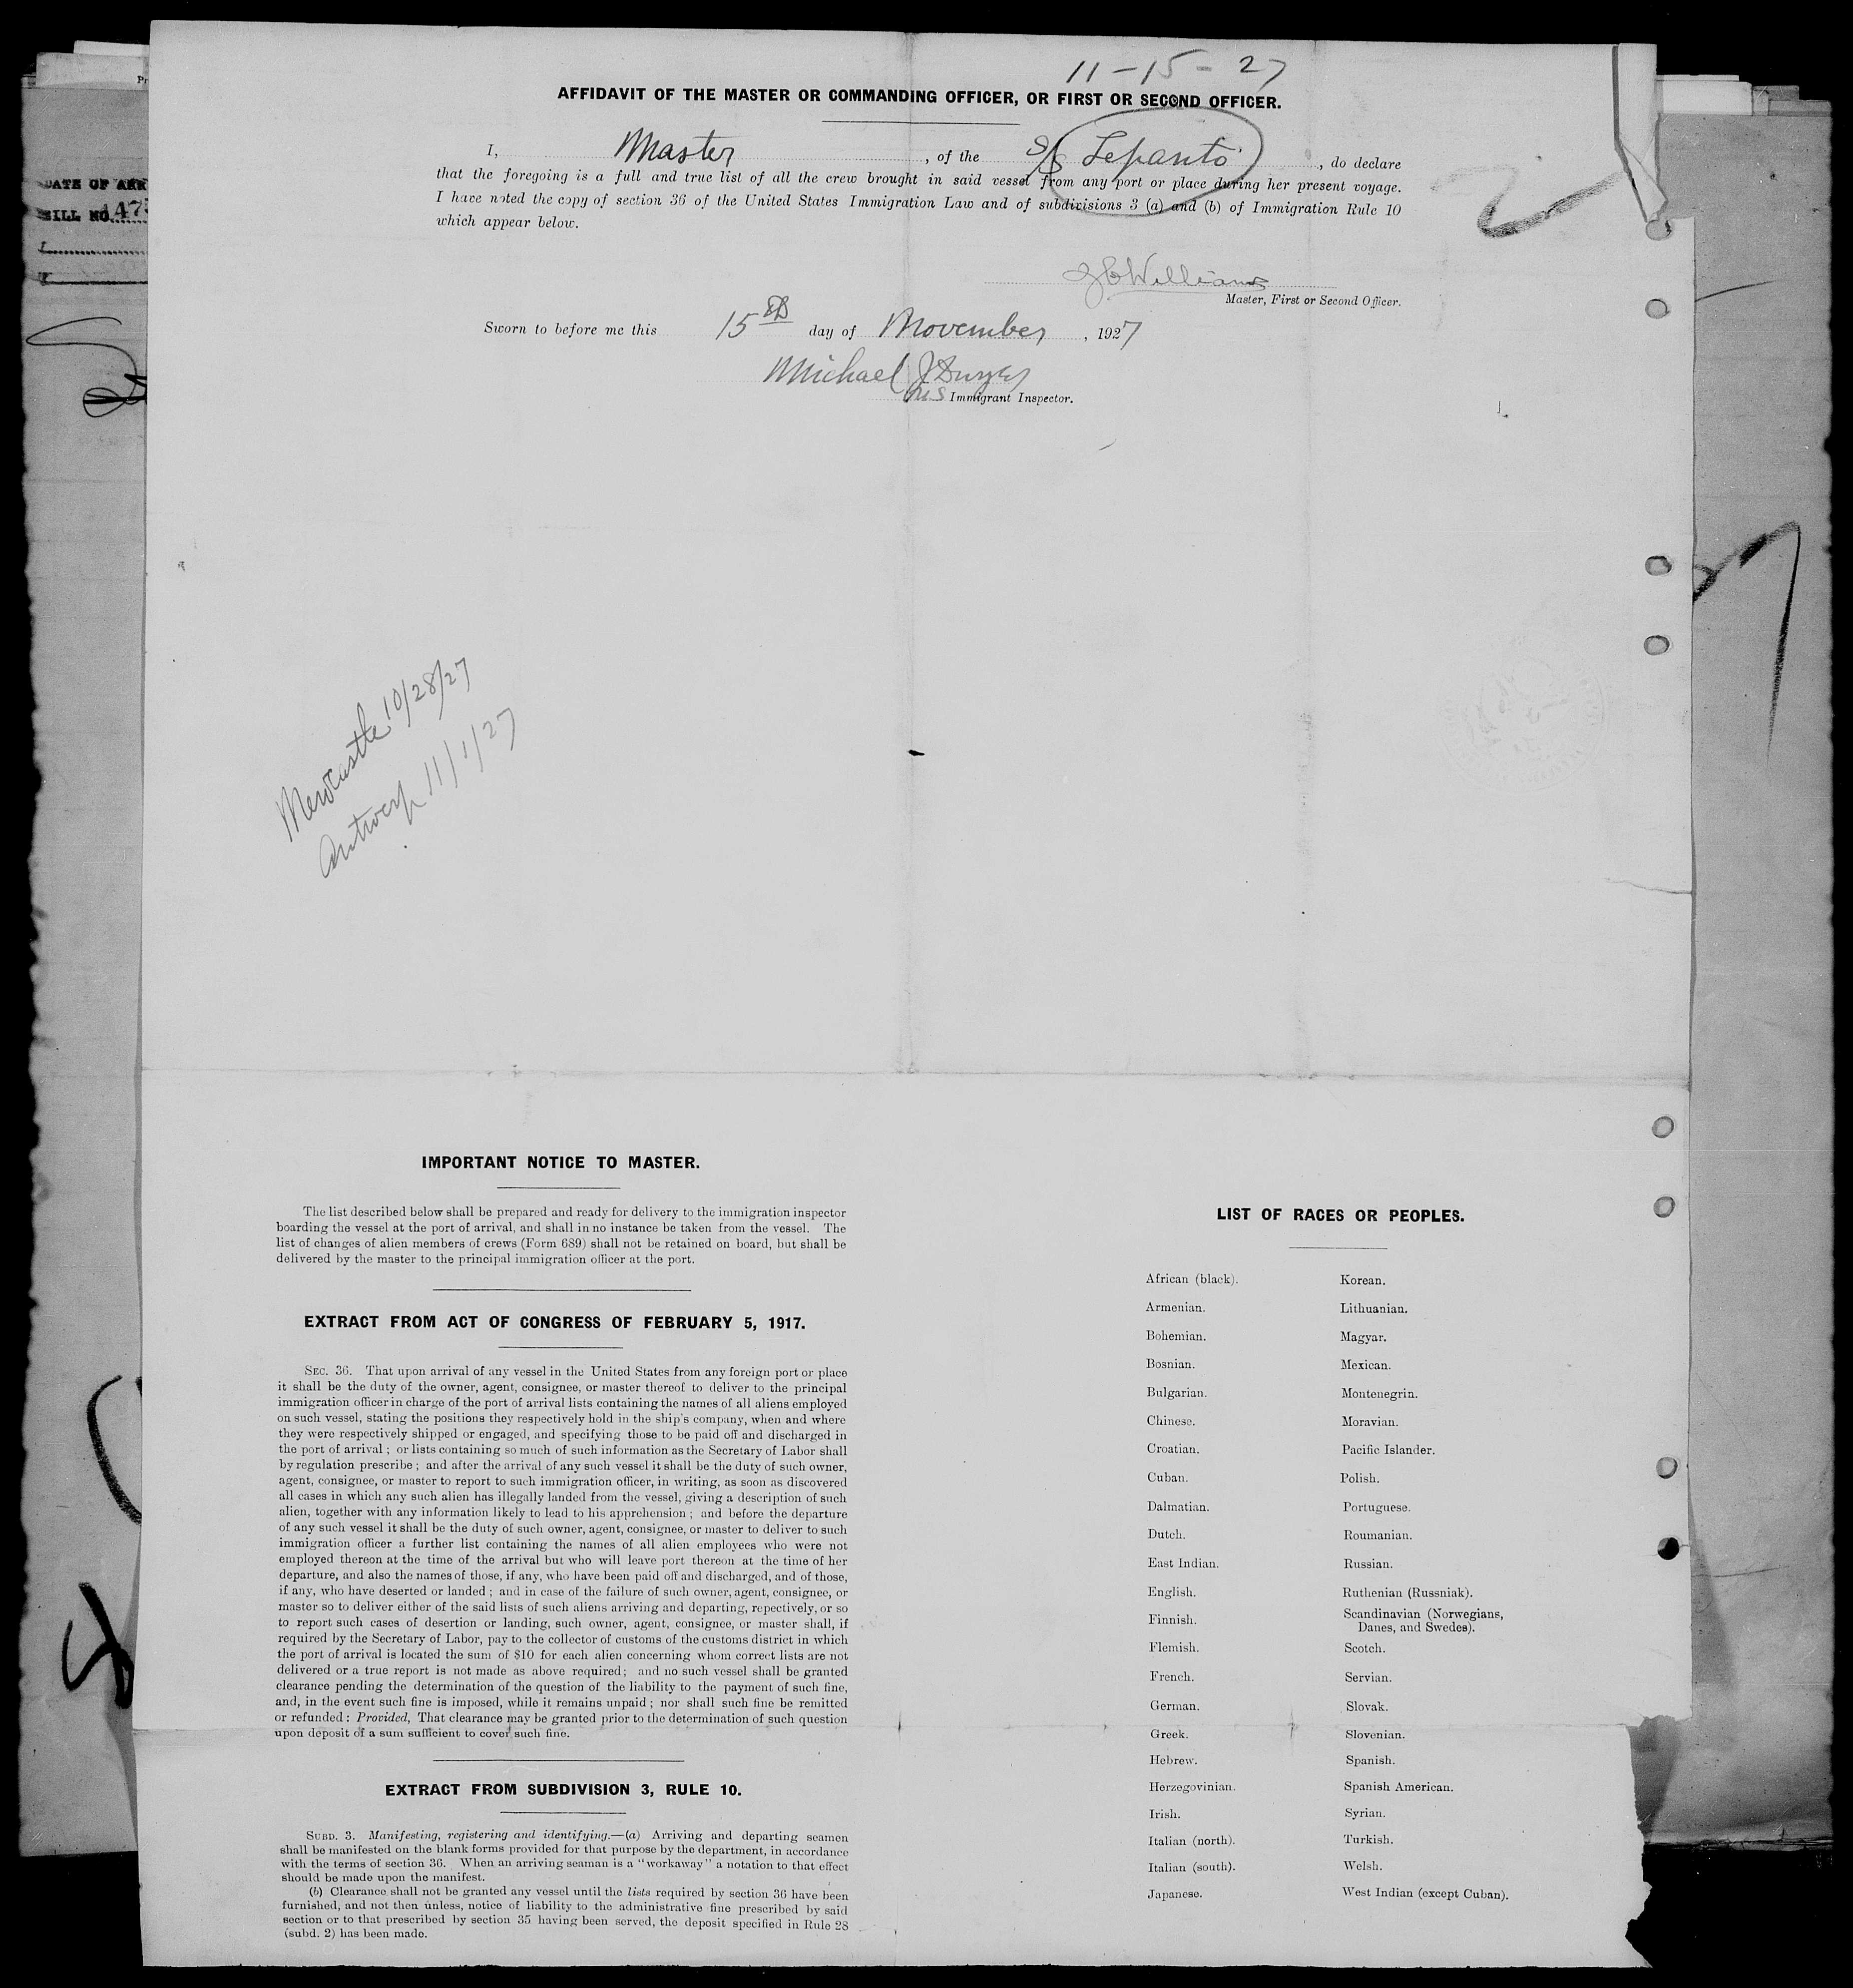 11-15-27
AFFIDAVIT OF THE MASTER OR COMMANDING OFFICER, OR FIRST OR SECOND OFFICER.
I, Master, of the S/S Lepanto, do declare
that the foregoing is a full and true list of all the crew brought in said vessel from any port or place during her present voyage.
I have noted the copy of section 36 of the United States Immigration Law and of subdivisions 3 (a) and (b) of Immigration Rule 10
which appear below.
Williams
Master, First or Second Officer.
Sworn to before me this 15th day of November, 1927
Michael J
U.S Immigrant Inspector.
2
DATE OF ARR
BILL NO. 147
Newcastle 10/28/27
Antwerp 11/1/27
IMPORTANT NOTICE TO MASTER.
The list described below shall be prepared and ready for delivery to the immigration inspector
boarding the vessel at the port of arrival, and shall in no instance be taken from the vessel. The
list of changes of alien members of crews (Form 689) shall not be retained on board, but shall be
delivered by the master to the principal immigration officer at the port.
EXTRACT FROM ACT OF CONGRESS OF FEBRUARY 5, 1917.
SEC. 36. That upon arrival of any vessel in the United States from any foreign port or place
it shall be the duty of the owner, agent, consignee, or master thereof to deliver to the principal
immigration officer in charge of the port of arrival lists containing the names of all aliens employed
on such vessel, stating the positions they respectively hold in the ship's company, when and where
they were respectively shipped or engaged, and specifying those to be paid off and discharged in
the port of arrival; or lists containing so much of such information as the Secretary of Labor shall
by regulation prescribe; and after the arrival of any such vessel it shall be the duty of such owner,
agent, consignee, or master to report to such immigration officer, in writing, as soon as discovered
all cases in which any such alien has illegally landed from the vessel, giving a description of such
alien, together with any information likely to lead to his apprehension; and before the departure
of any such vessel it shall be the duty of such owner, agent, consignee, or master to deliver to such
immigration officer a further list containing the names of all alien employees who were not
employed thereon at the time of the arrival but who will leave port thereon at the time of her
departure, and also the names of those, if any, who have been paid off and discharged, and of those,
if any, who have deserted or landed; and in case of the failure of such owner, agent, consignee, or
master so to deliver either of the said lists of such aliens arriving and departing, repectively, or so
to report such cases of desertion or landing, such owner, agent, consignee, or master shall, if
required by the Secretary of Labor, pay to the collector of customs of the customs district in which
the port of arrival is located the sum of $10 for each alien concerning whom correct lists are not
delivered or a true report is not made as above required; and no such vessel shall be granted
clearance pending the determination of the question of the liability to the payment of such fine,
and, in the event such fine is imposed, while it remains unpaid; nor shall such fine be remitted
or refunded: Provided, That clearance may be granted prior to the determination of such question
upon deposit of a sum sufficient to cover such fine.
EXTRACT FROM SUBDIVISION 3, RULE 10.
SUBD. 3. Manifesting, registering and identifying.—(a) Arriving and departing seamen
shall be manifested on the blank forms provided for that purpose by the department, in accordance
with the terms of section 36. When an arriving seaman is a "workaway" a notation to that effect
should be made upon the manifest.
(b) Clearance shall not be granted any vessel until the lists required by section 36 have been
furnished, and not then unless, notice of liability to the administrative fine prescribed by said
section or to that prescribed by section 35 having been served, the deposit specified in Rule 28
(subd. 2) has been made.
LIST OF RACES OR PEOPLES.
African (black).
Armenian.
Bohemian.
Bosnian.
Bulgarian.
Chinese.
Croatian.
Cuban.
Dalmatian.
Dutch.
East Indian.
English.
Finnish.
Flemish.
French.
German.
Greek.
Hebrew.
Herzegovinian.
Irish.
Italian (north).
Italian (south).
Japanese.
Korean.
Lithuanian.
Magyar.
Mexican.
Montenegrin.
Moravian.
Pacific Islander.
Polish.
Portuguese.
Roumanian.
Russian.
Ruthenian (Russniak).
Scandinavian (Norwegians,
Danes, and Swedes).
Scotch.
Servian.
Slovak.
Slovenian.
Spanish.
Spanish American.
Syrian.
Turkish.
Welsh.
West Indian (except Cuban).